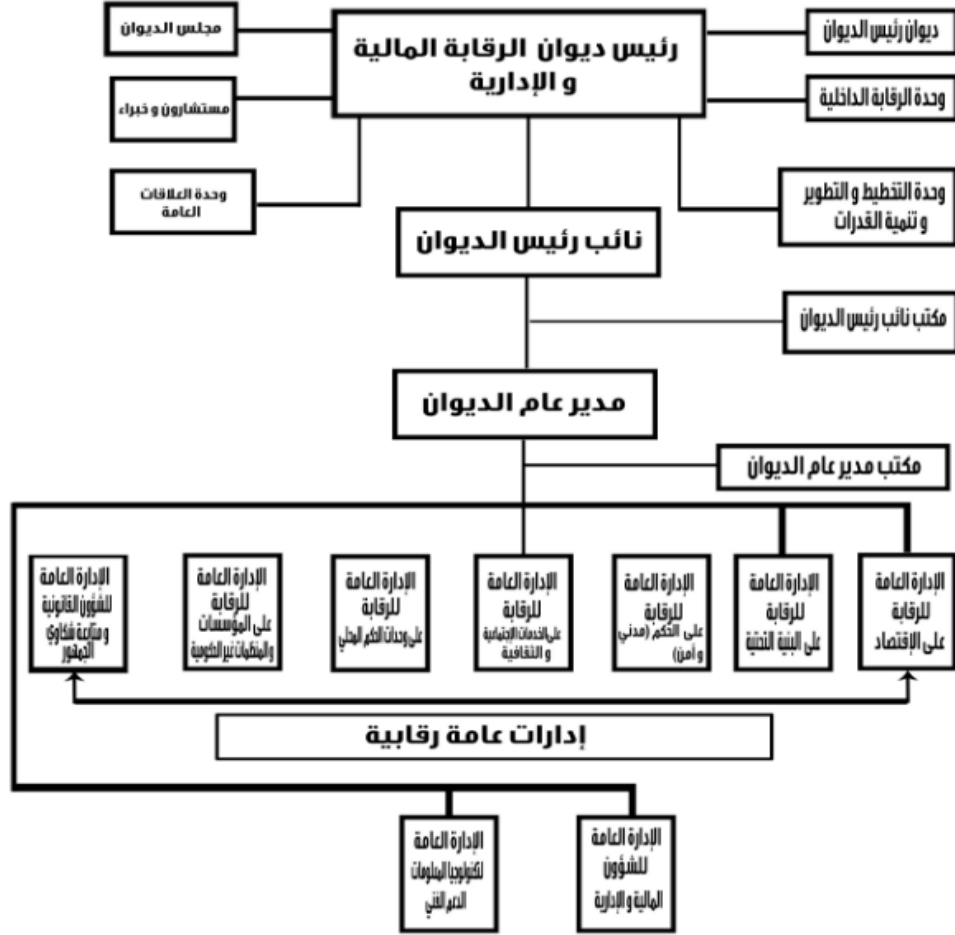 ديوان رئيس الديوان
رئيس ديوان الرقابة المالية
و الإدارية
مجلس الديوان
وحدة الرقابة الداخلية
مستشارون و خبراء
وحدة التخطيط و التطوير
و تنمية القدرات
وحدة العلاقات
العامة
نائب رئيس الديوان
مكتب نائب رئيس الديوان
مدير عام الديوان
مكتب مدير عام الديوان
الإدارة العامة
للرقابة
على الإقتصاد
الإدارة العامة
للرقابة
على البنية التحتية
الإدارة العامة
للرقابة
على الحكم (مدني
و أمن)
الإدارة العامة
للرقابة
على الخدمات الإجتماعية
و الثقافية
الإدارة العامة
للرقابة
على وحدات الحكم المحلي
الإدارة العامة
للرقابة
على المؤسسات
والمنظمات غير الحكومية
الإدارة العامة
للشؤون القانونية
و متابعة شكاوي
الجمهور
إدارات عامة رقابية
الإدارة العامة
للشؤون
المالية و الإدارية
الإدارة العامة
لتكنولوجيا المعلومات
الدعم الفني